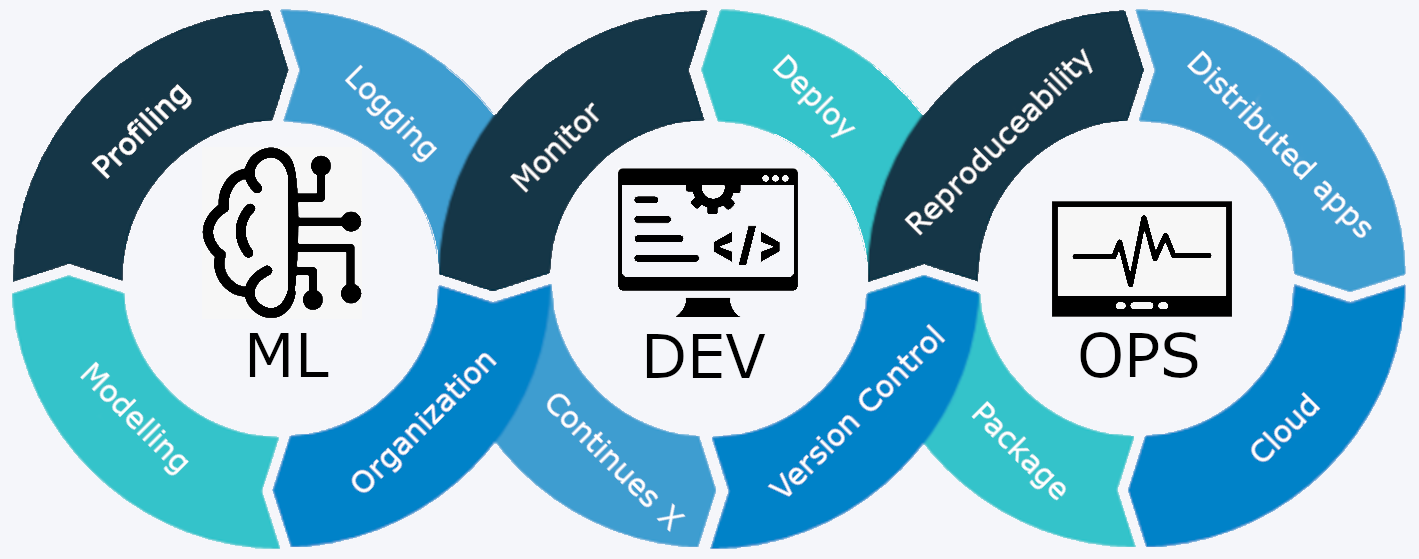 Profiling
Logging
Modelling
Organization
ML
Monitor
Deploy
Continues X
Version Control
DEV
</>
Reproduceability
Distributed apps
Package
Cloud
OPS